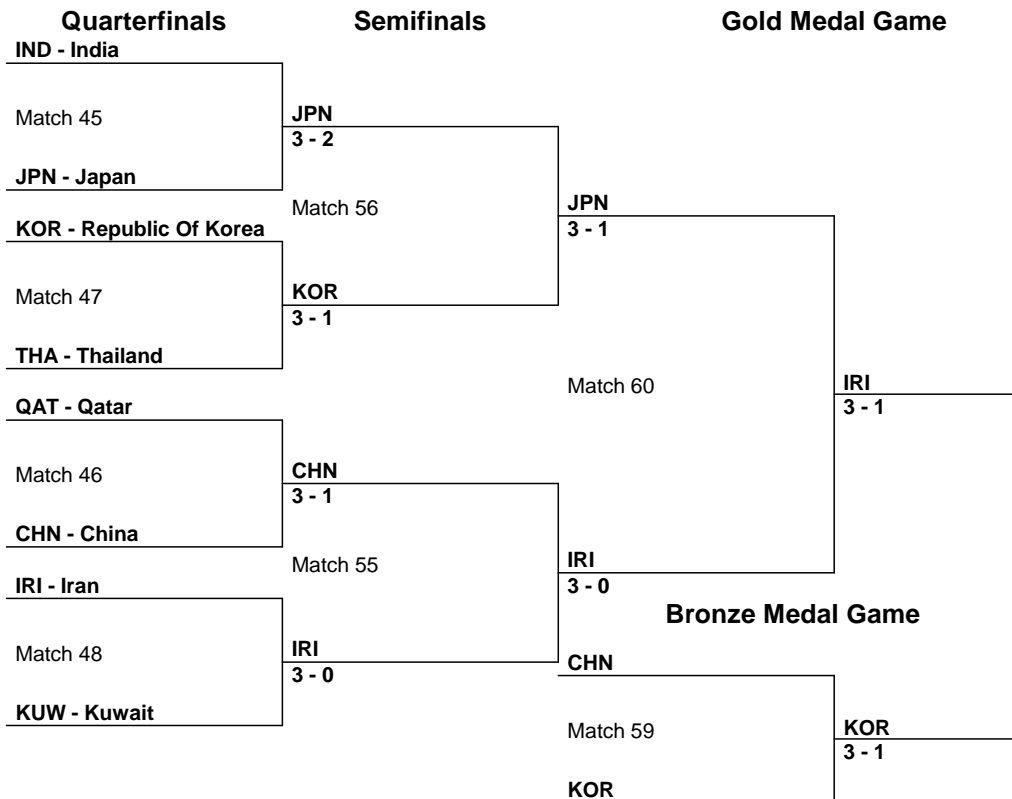 Quarterfinals
Semifinals
Gold Medal Game
IND - India
Match 45
JPN - Japan
KOR - Republic Of Korea
Match 47
THA - Thailand
QAT - Qatar
Match 46
CHN - China
IRI - Iran
Match 48
KUW - Kuwait
JPN
3 - 2
Match 56
KOR
3 - 1
CHN
3 - 1
Match 55
IRI
3 - 0
JPN
3 - 1
Match 60
IRI
3 - 0
IRI
3 - 1
Bronze Medal Game
CHN
Match 59
KOR
KOR
3 - 1